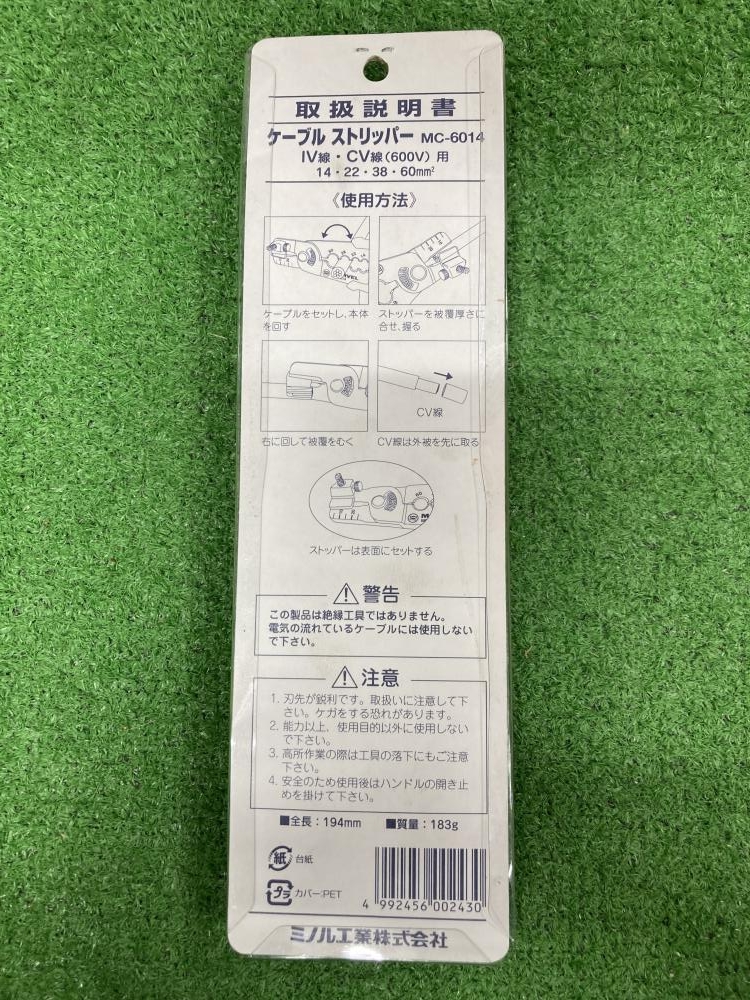 取扱説明書
ケーブル ストリッパー MC-6014
IV線・CV線(600V)用
14・22・38・60mm²
《使用方法》
ケーブルをセットし、本体
を回す
ストッパーを被覆厚さに
合せ、握る
CV線
右に回して被覆をむく
CV線は外被を先に取る
ストッパーは表面にセットする
警告
この製品は絶縁工具ではありません。
電気の流れているケーブルには使用しない
で下さい。
注意
1. 刃先が鋭利です。取扱いに注意して下
さい。ケガをする恐れがあります。
2. 能力以上、使用目的以外に使用しない
で下さい。
3. 高所作業の際は工具の落下にもご注意
下さい。
4. 安全のため使用後はハンドルの開き止
めを掛けて下さい。
■全長：194mm ■質量：183g
紙 台紙
プラ カバー:PET
4 992456 002430
ミノル工業株式会社